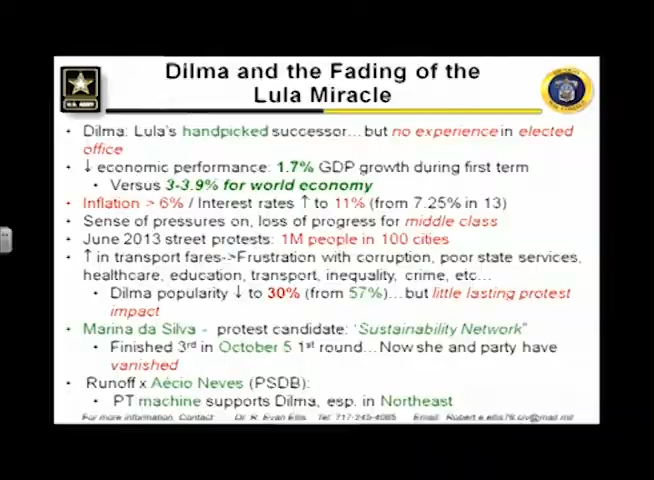 Dilma and the Fading of the
Lula Miracle
U.S. ARMY
• Dilma: Lula's handpicked successor...but no experience in elected
office
• ↓ economic performance: 1.7% GDP growth during first term
• Versus 3-3.9% for world economy
• Inflation > 6% / Interest rates ↑ to 11% (from 7.25% in 13)
• Sense of pressures on, loss of progress for middle class
• June 2013 street protests: 1M people in 100 cities
• ↑ in transport fares->Frustration with corruption, poor state services,
healthcare, education, transport, inequality, crime, etc...
• Dilma popularity ↓ to 30% (from 57%)...but little lasting protest
impact
• Marina da Silva - protest candidate: 'Sustainability Network"
• Finished 3rd in October 5 1st round...Now she and party have
vanished
• Runoff x Aécio Neves (PSDB):
• PT machine supports Dilma, esp. in Northeast
For more information, Contact: Dr. R. Evan Ellis Tel: 717-245-4085 Email: